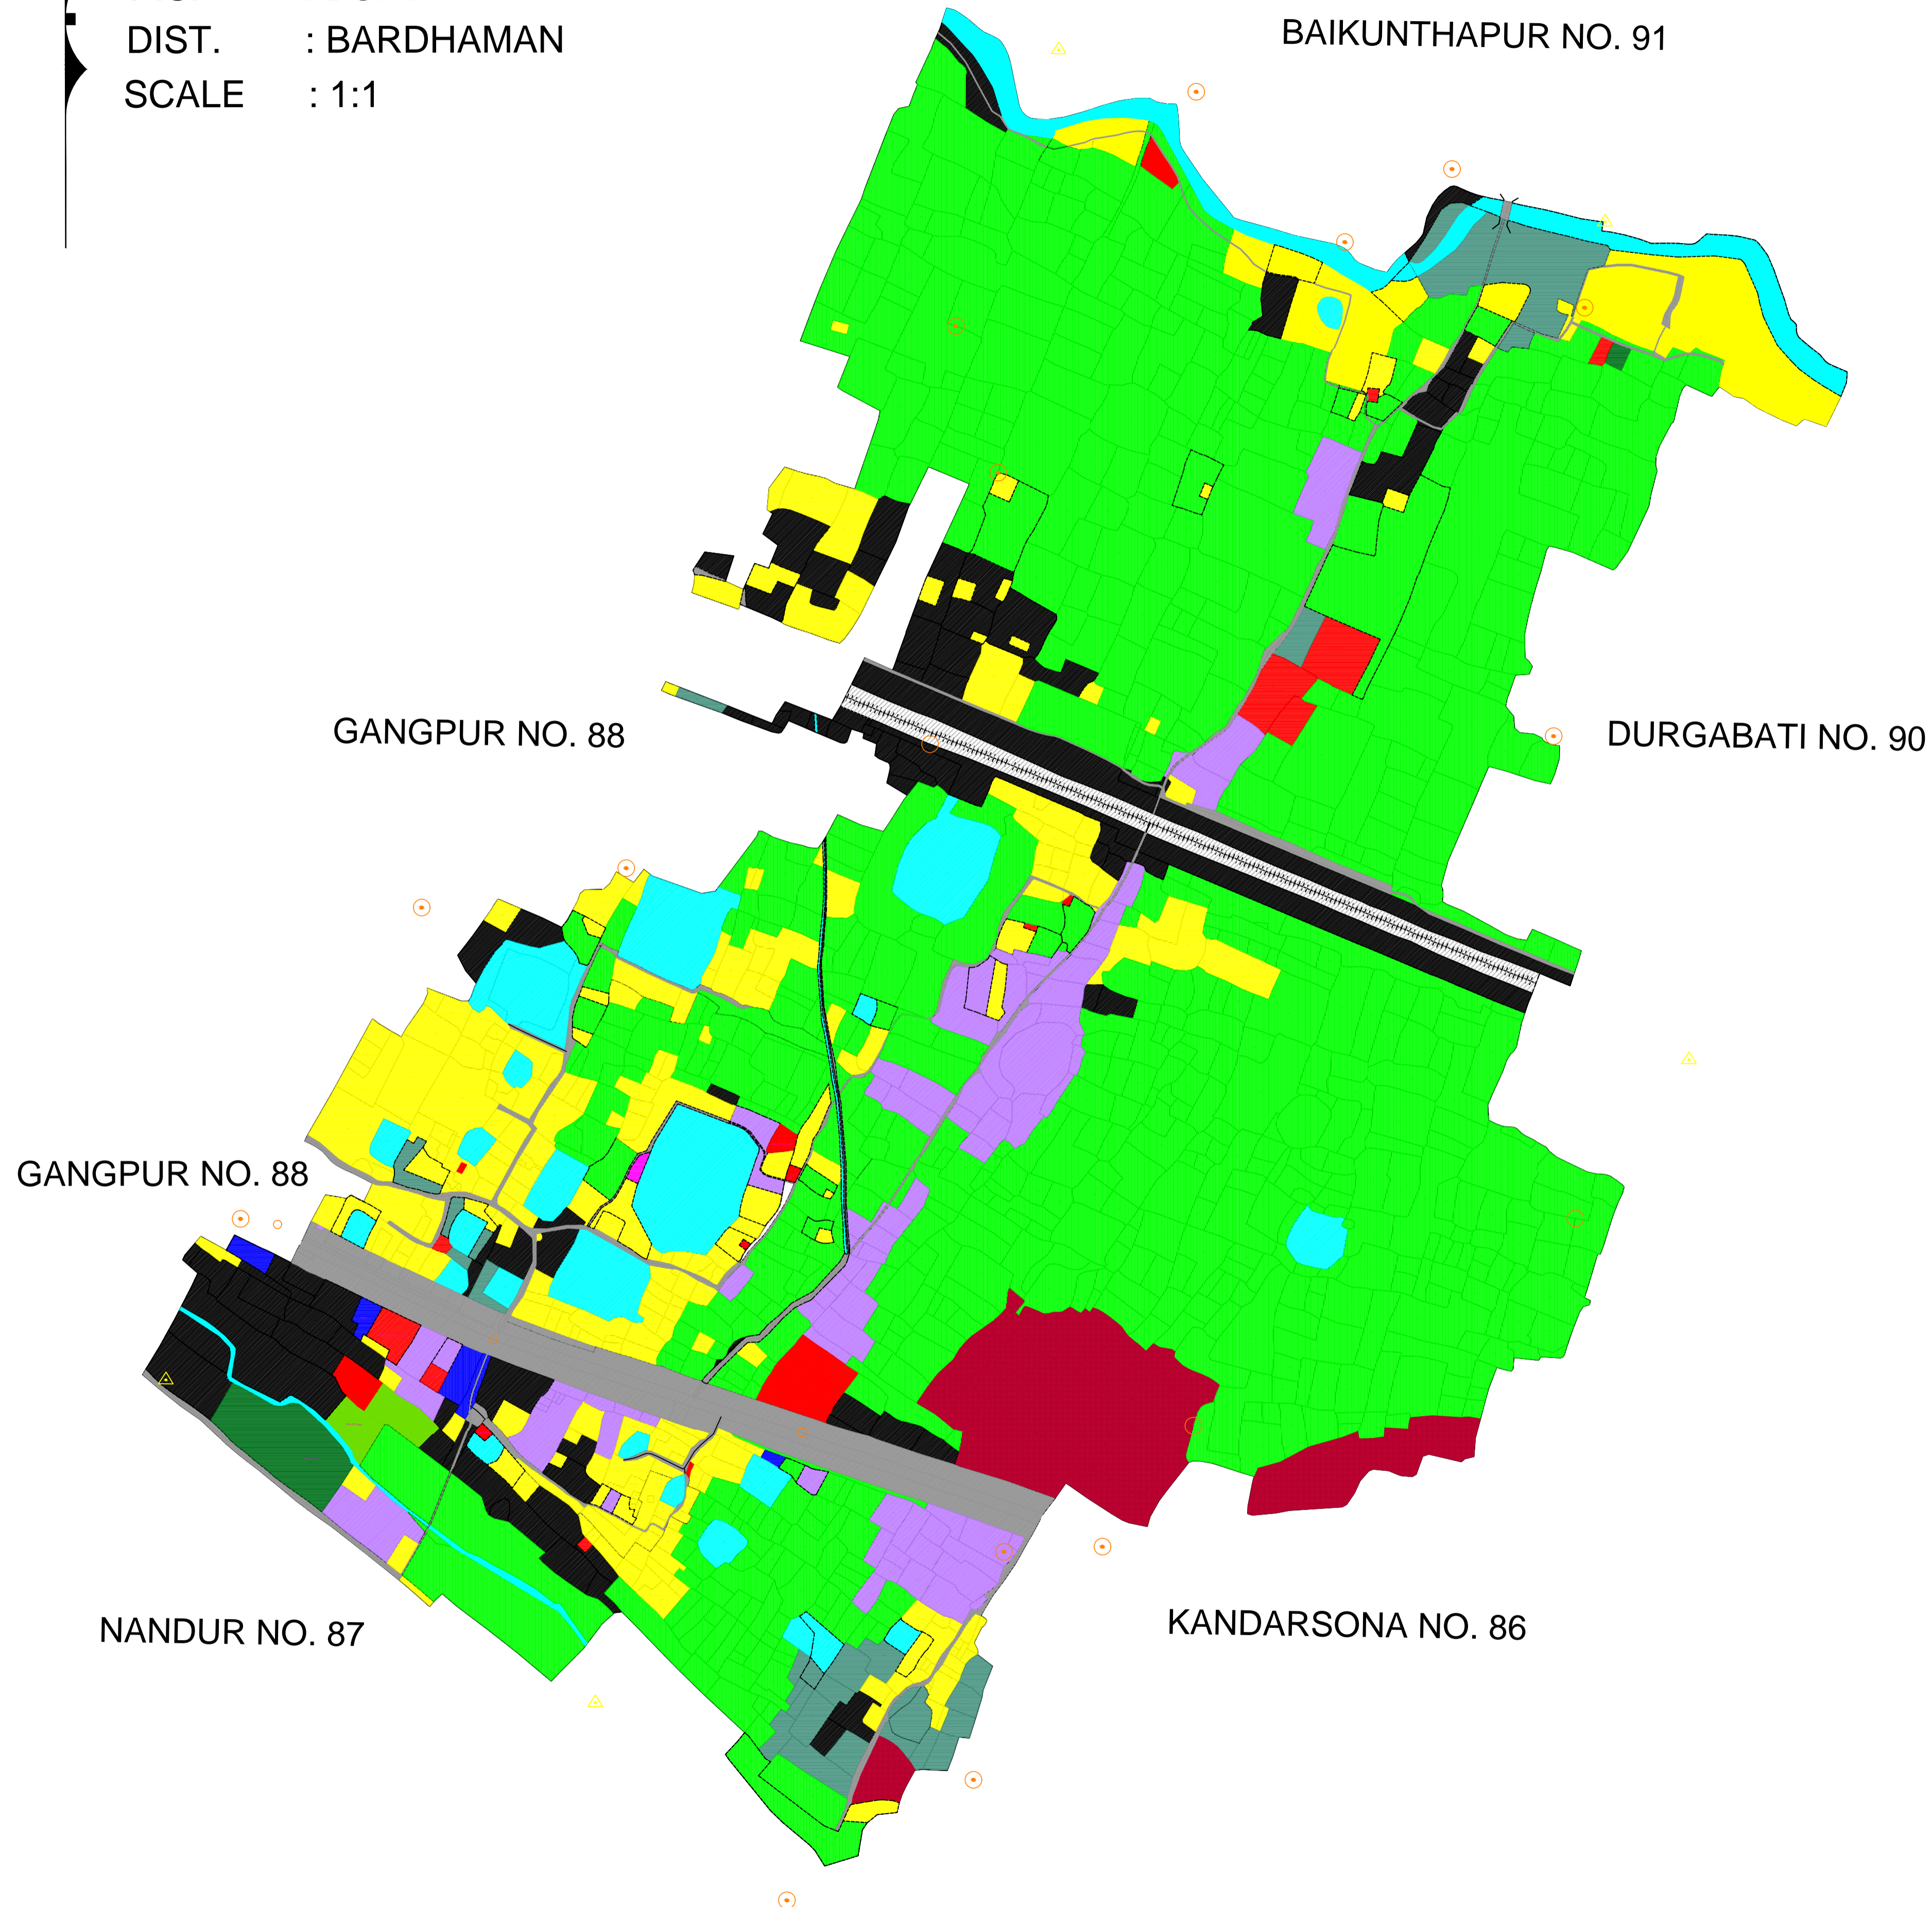 DIST. : BARDHAMAN
SCALE : 1:1
BAIKUNTHAPUR NO. 91
GANGPUR NO. 88
DURGABATI NO. 90
GANGPUR NO. 88
NANDUR NO. 87
KANDARSONA NO. 86